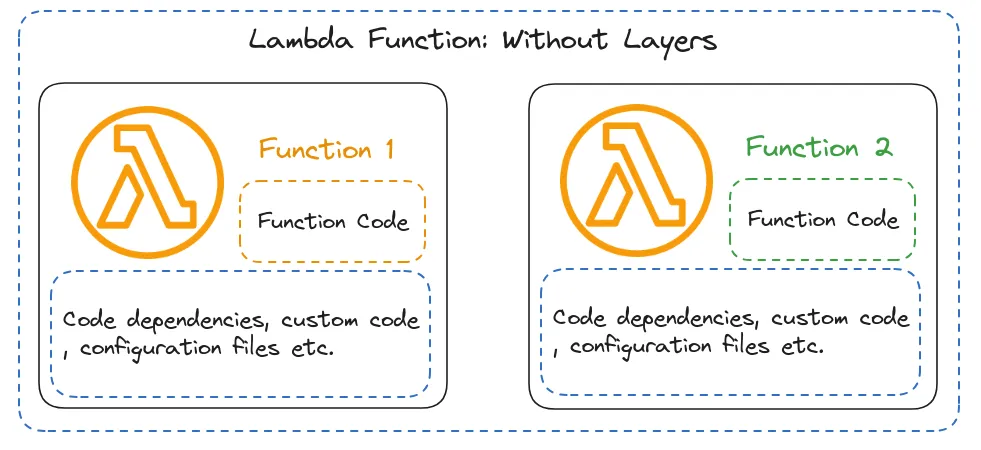 Lambda Function: Without Layers
Function 1
Function Code
Code dependencies, custom code
, configuration files etc.
Function 2
Function Code
Code dependencies, custom code
, configuration files etc.